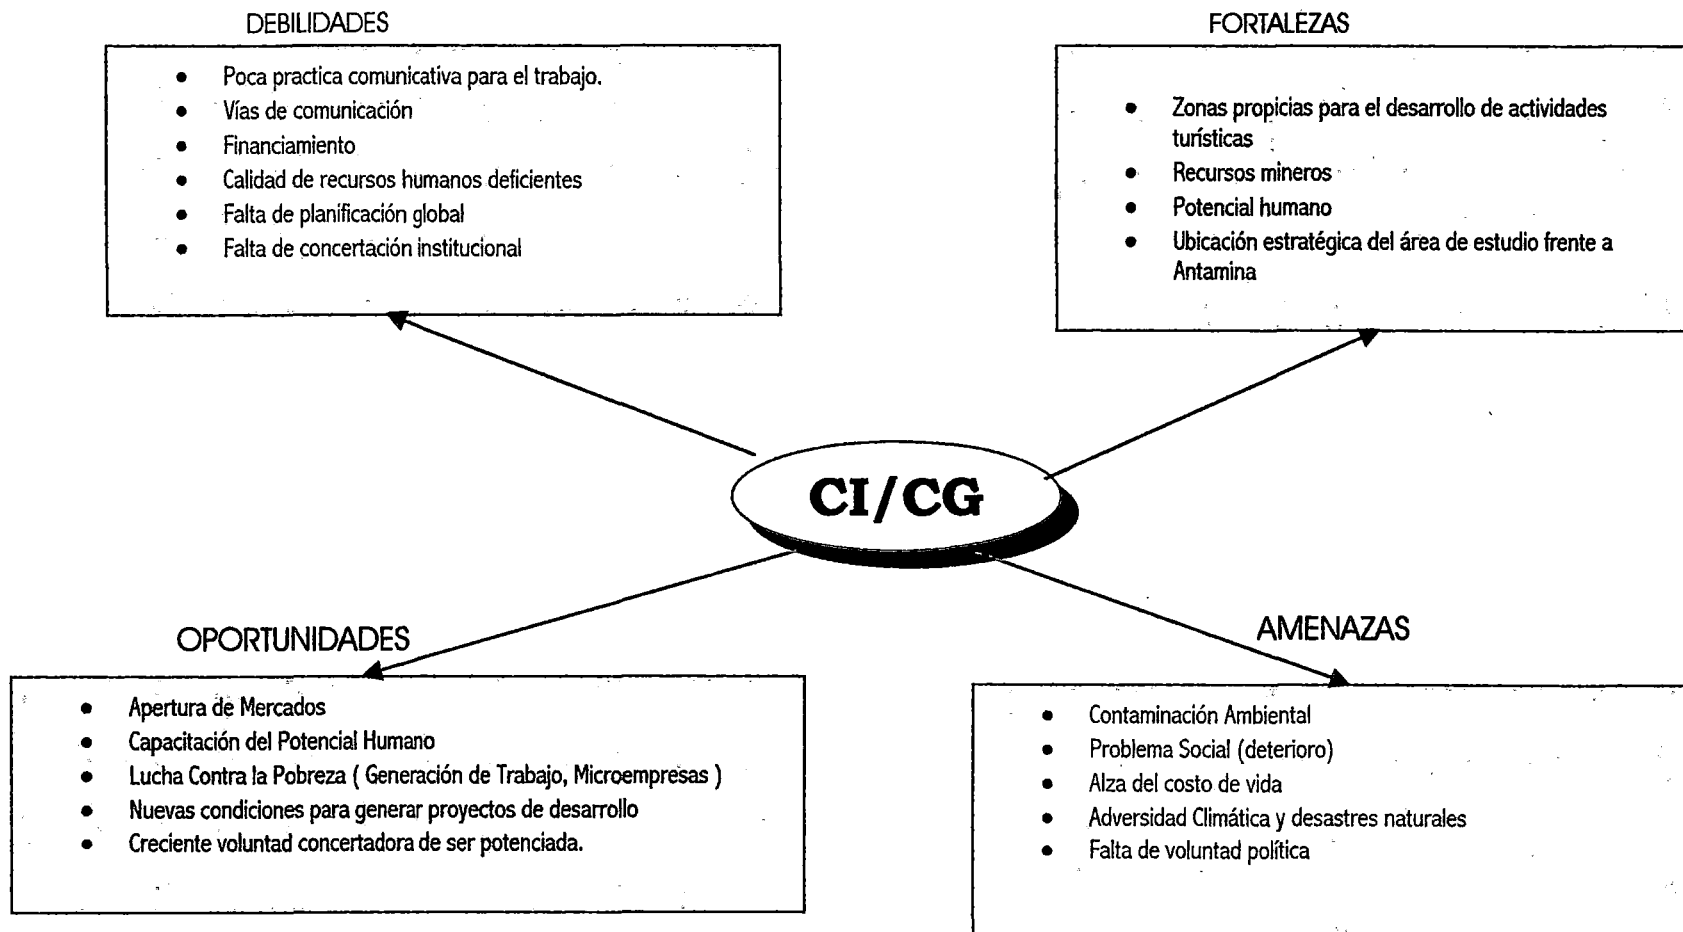 DEBILIDADES
• Poca practica comunicativa para el trabajo.
• Vías de comunicación
• Financiamiento
• Calidad de recursos humanos deficientes
• Falta de planificación global
• Falta de concertación institucional
FORTALEZAS
• Zonas propicias para el desarrollo de actividades
turísticas
• Recursos mineros
• Potencial humano
• Ubicación estratégica del área de estudio frente a
Antamina
CI/CG
OPORTUNIDADES
• Apertura de Mercados
• Capacitación del Potencial Humano
• Lucha Contra la Pobreza ( Generación de Trabajo, Microempresas )
• Nuevas condiciones para generar proyectos de desarrollo
• Creciente voluntad concertadora de ser potenciada.
AMENAZAS
• Contaminación Ambiental
• Problema Social (deterioro)
• Alza del costo de vida
• Adversidad Climática y desastres naturales
• Falta de voluntad política